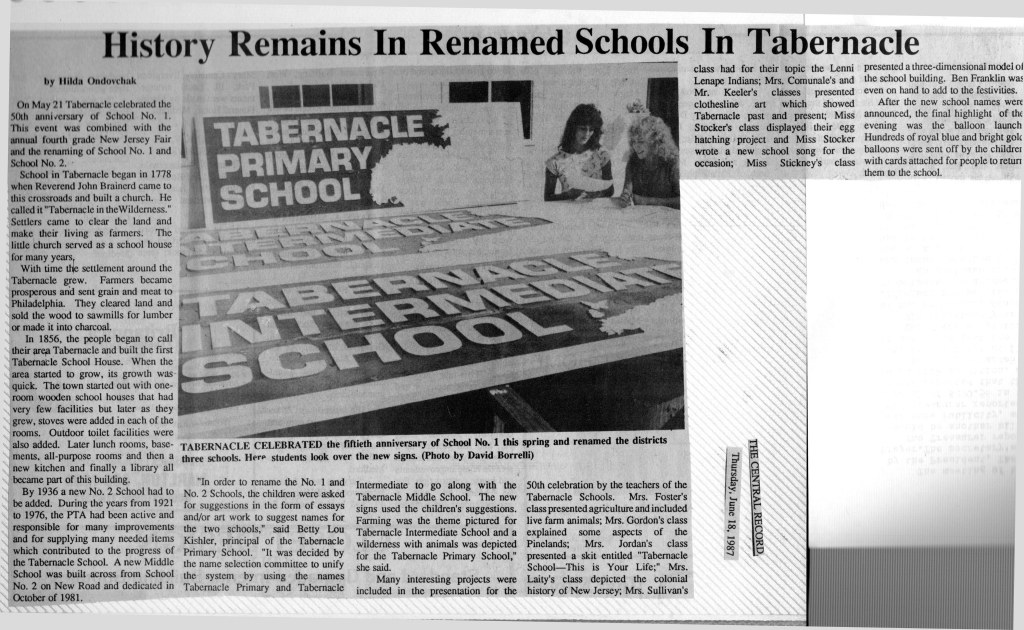 History Remains In Renamed Schools In Tabernacle
by Hilda Ondovchak
On May 21 Tabernacle celebrated the
50th anniversary of School No. 1.
This event was combined with the
annual fourth grade New Jersey Fair
and the renaming of School No. 1 and
School No. 2.
School in Tabernacle began in 1778
when Reverend John Brainerd came to
this crossroads and built a church. He
called it "Tabernacle in the Wilderness."
Settlers came to clear the land and
make their living as farmers. The
little church served as a school house
for many years,
With time the settlement around the
Tabernacle grew. Farmers became
prosperous and sent grain and meat to
Philadelphia. They cleared land and
sold the wood to sawmills for lumber
or made it into charcoal.
In 1856, the people began to call
their area Tabernacle and built the first
Tabernacle School House. When the
area started to grow, its growth was
quick. The town started out with one-
room wooden school houses that had
very few facilities but later as they
grew, stoves were added in each of the
rooms. Outdoor toilet facilities were
also added. Later lunch rooms, base-
ments, all-purpose rooms and then a
new kitchen and finally a library all
became part of this building.
By 1936 a new No. 2 School had to
be added. During the years from 1921
to 1976, the PTA had been active and
responsible for many improvements
and for supplying many needed items
which contributed to the progress of
the Tabernacle School. A new Middle
School was built across from School
No. 2 on New Road and dedicated in
October of 1981.
TABERNACLE
PRIMARY
SCHOOL
TABERNACLE
INTERMEDIATE
SCHOOL
TABERNACLE
INTERMEDIATE
SCHOOL
TABERNACLE CELEBRATED the fiftieth anniversary of School No. 1 this spring and renamed the districts
three schools. Here students look over the new signs. (Photo by David Borrelli)
"In order to rename the No. 1 and
No. 2 Schools, the children were asked
for suggestions in the form of essays
and/or art work to suggest names for
the two schools," said Betty Lou
Kishler, principal of the Tabernacle
Primary School. "It was decided by
the name selection committee to unify
the system by using the names
Tabernacle Primary and Tabernacle
Intermediate to go along with the
Tabernacle Middle School. The new
signs used the children's suggestions.
Farming was the theme pictured for
Tabernacle Intermediate School and a
wilderness with animals was depicted
for the Tabernacle Primary School,"
she said.
Many interesting projects were
included in the presentation for the
50th celebration by the teachers of the
Tabernacle Schools. Mrs. Foster's
class presented agriculture and included
live farm animals; Mrs. Gordon's class
explained some aspects of the
Pinelands; Mrs. Jordan's class
presented a skit entitled "Tabernacle
School—This is Your Life;" Mrs.
Laity's class depicted the colonial
history of New Jersey; Mrs. Sullivan's
class had for their topic the Lenni
Lenape Indians; Mrs. Comunale's and
Mr. Keeler's classes presented
clothesline art which showed
Tabernacle past and present; Miss
Stocker's class displayed their egg
hatching project and Miss Stocker
wrote a new school song for the
occasion; Miss Stickney's class
presented a three-dimensional model of
the school building. Ben Franklin was
even on hand to add to the festivities.
After the new school names were
announced, the final highlight of the
evening was the balloon launch
Hundreds of royal blue and bright gold
balloons were sent off by the children
with cards attached for people to return
them to the school.
THE CENTRAL RECORD
Thursday, June 18, 1987